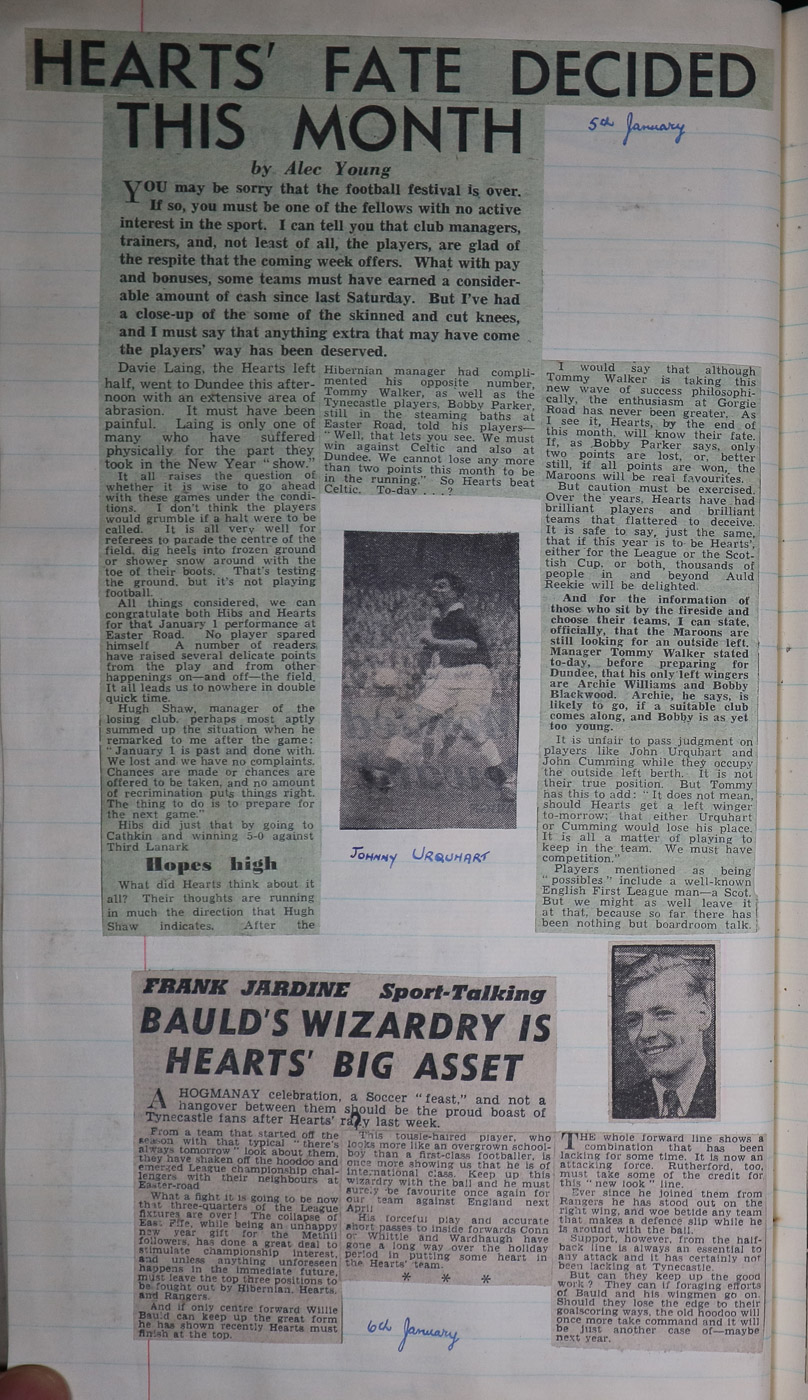 HEARTS' FATE DECIDED
THIS MONTH
5th January
by Alec Young
YOU may be sorry that the football festival is over.
If so, you must be one of the fellows with no active
interest in the sport. I can tell you that club managers,
trainers, and, not least of all, the players, are glad of
the respite that the coming week offers. What with pay
and bonuses, some teams must have earned a consider-
able amount of cash since last Saturday. But I've had
a close-up of the some of the skinned and cut knees,
and I must say that anything extra that may have come
the players' way has been deserved.
Davie Laing, the Hearts left
half, went to Dundee this after-
noon with an extensive area of
abrasion. It must have been
painful. Laing is only one of
many who have suffered
physically for the part they
took in the New Year "show."
It all raises the question of
whether it is wise to go ahead
with these games under the condi-
tions. I don't think the players
would grumble if a halt were to be
called. It is all very well for
referees to parade the centre of the
field, dig heels into frozen ground
or shower snow around with the
toe of their boots. That's testing
the ground, but it's not playing
football.
All things considered, we can
congratulate both Hibs and Hearts
for that January 1 performance at
Easter Road. No player spared
himself A number of readers
have raised several delicate points
from the play and from other
happenings on—and off—the field.
It all leads us to nowhere in double
quick time.
Hugh Shaw, manager of the
losing club, perhaps most aptly
summed up the situation when he
remarked to me after the game:
"January 1 is past and done with.
We lost and we have no complaints.
Chances are made or chances are
offered to be taken, and no amount
of recrimination puts things right.
The thing to do is to prepare for
the next game."
Hibs did just that by going to
Cathkin and winning 5-0 against
Third Lanark
Hopes high
What did Hearts think about it
all? Their thoughts are running
in much the direction that Hugh
Shaw indicates. After the
Hibernian manager had compli-
mented his opposite number,
Tommy Walker, as well as the
Tynecastle players, Bobby Parker,
still in the steaming baths at
Easter Road, told his players—
"Well, that lets you see. We must
win against Celtic and also at
Dundee. We cannot lose any more
than two points this month to be
in the running." So Hearts beat
Celtic. To-day . . . ?
JOHNNY URQUHART
I would say that although
Tommy Walker is taking this
new wave of success philosophi-
cally, the enthusiasm at Gorgie
Road has never been greater. As
I see it, Hearts, by the end of
this month, will know their fate.
If, as Bobby Parker says, only
two points are lost, or, better
still, if all points are won, the
Maroons will be real favourites.
But caution must be exercised.
Over the years, Hearts have had
brilliant players and brilliant
teams that flattered to deceive.
It is safe to say, just the same,
that if this year is to be Hearts',
either for the League or the Scot-
tish Cup, or both, thousands of
people in and beyond Auld
Reekie will be delighted.
And for the information of
those who sit by the fireside and
choose their teams, I can state,
officially, that the Maroons are
still looking for an outside left.
Manager Tommy Walker stated
to-day, before preparing for
Dundee, that his only left wingers
are Archie Williams and Bobby
Blackwood. Archie, he says, is
likely to go, if a suitable club
comes along, and Bobby is as yet
too young.
It is unfair to pass judgment on
players like John Urquhart and
John Cumming while they occupy
the outside left berth. It is not
their true position. But Tommy
has this to add: "It does not mean,
should Hearts get a left winger
to-morrow; that either Urquhart
or Cumming would lose his place.
It is all a matter of playing to
keep in the team. We must have
competition."
Players mentioned as being
"possibles" include a well-known
English First League man—a Scot.
But we might as well leave it
at that, because so far there has
been nothing but boardroom talk.
FRANK JARDINE Sport-Talking
BAULD'S WIZARDRY IS
HEARTS' BIG ASSET
A HOGMANAY celebration, a Soccer "feast," and not a
hangover between them should be the proud boast of
Tynecastle fans after Hearts' rally last week.
From a team that started off the
season with that typical "there's
always tomorrow" look about them,
they have shaken off the hoodoo and
emerged League championship chal-
lengers with their neighbours at
Easter-road
What a fight it is going to be now
that three-quarters of the League
fixtures are over! The collapse of
East Fife, while being an unhappy
new year gift for the Methil
followers, has done a great deal to
stimulate championship interest,
and unless anything unforeseen
happens in the immediate future,
must leave the top three positions to
be fought out by Hibernian, Hearts,
and Rangers.
And if only centre forward Willie
Bauld can keep up the great form
he has shown recently Hearts must
finish at the top.
This tousle-haired player, who
looks more like an overgrown school-
boy than a first-class footballer, is
once more showing us that he is of
international class. Keep up this
wizardry with the ball and he must
surely be favourite once again for
our team against England next
April
His forceful play and accurate
short passes to inside forwards Conn
or Whittle and Wardhaugh have
gone a long way over the holiday
period in putting some heart in
the Hearts' team.
* * *
6th January
THE whole forward line shows a
combination that has been
lacking for some time. It is now an
attacking force. Rutherford, too,
must take some of the credit for
this "new look" line.
Ever since he joined them from
Rangers he has stood out on the
right wing, and woe betide any team
that makes a defence slip while he
is around with the ball.
Support, however, from the half-
back line is always an essential to
any attack and it has certainly not
been lacking at Tynecastle.
But can they keep up the good
work? They can if foraging efforts
of Bauld and his wingmen go on.
Should they lose the edge to their
goalscoring ways, the old hoodoo will
once more take command and it will
be just another case of—maybe
next year.